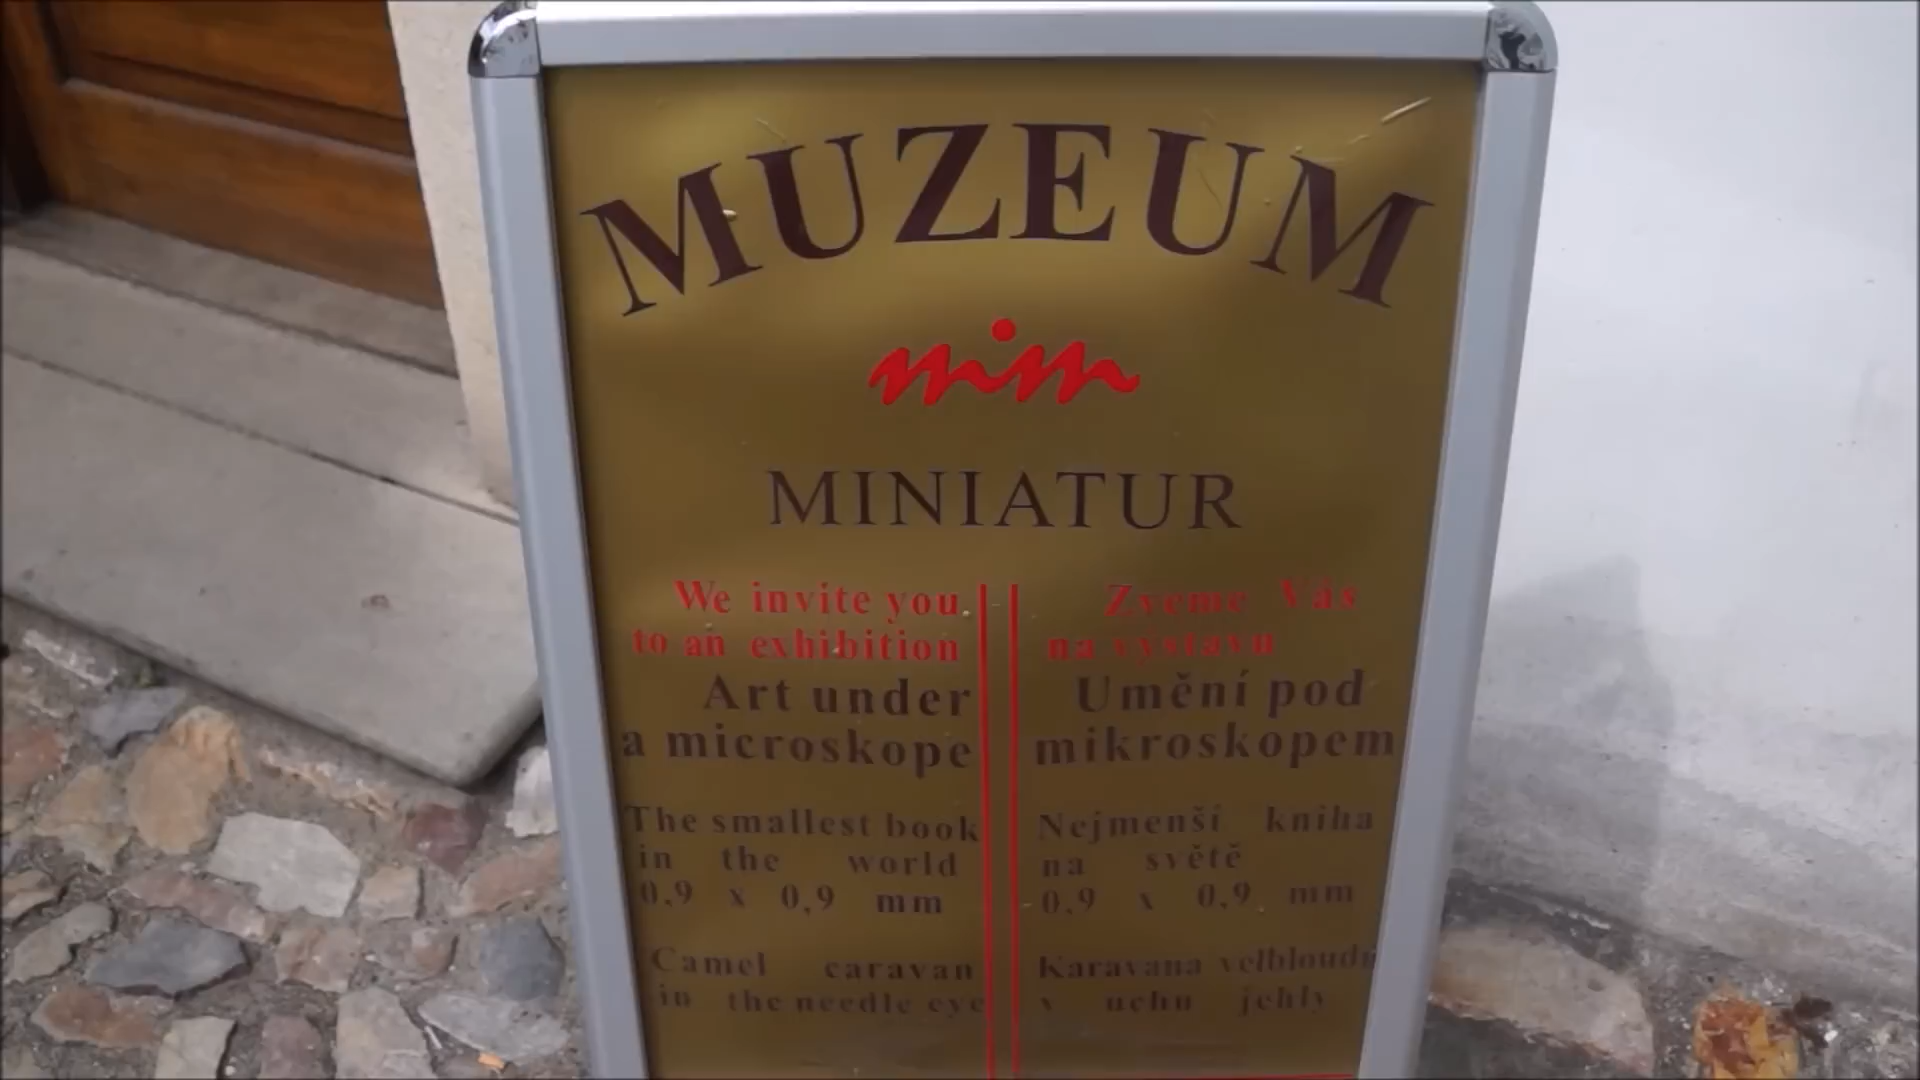 MUZEUM
mim
MINIATUR
We invite you
to an exhibition
Art under
a microskope
The smallest book
in the world
0,9 x 0,9 mm
Camel caravan
in the needle eye
Zveme Vás
na výstavu
Umění pod
mikroskopem
Nejmenší kniha
na světě
0,9 x 0,9 mm
Karavana velbloudů
v uchu jehly